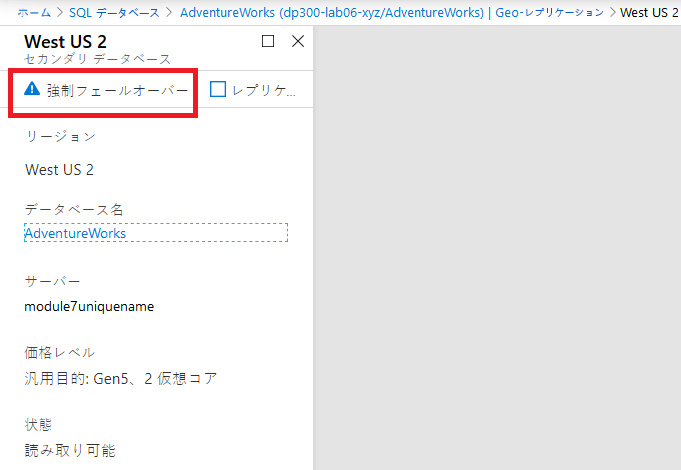 ホーム > SQL データベース > AdventureWorks (dp300-lab06-xyz/AdventureWorks) | Geo-レプリケーション > West US 2
West US 2
セカンダリ データベース
強制フェールオーバー レプリケ...
リージョン
West US 2
データベース名
AdventureWorks
サーバー
module7uniquename
価格レベル
汎用目的: Gen5、2 仮想コア
状態
読み取り可能